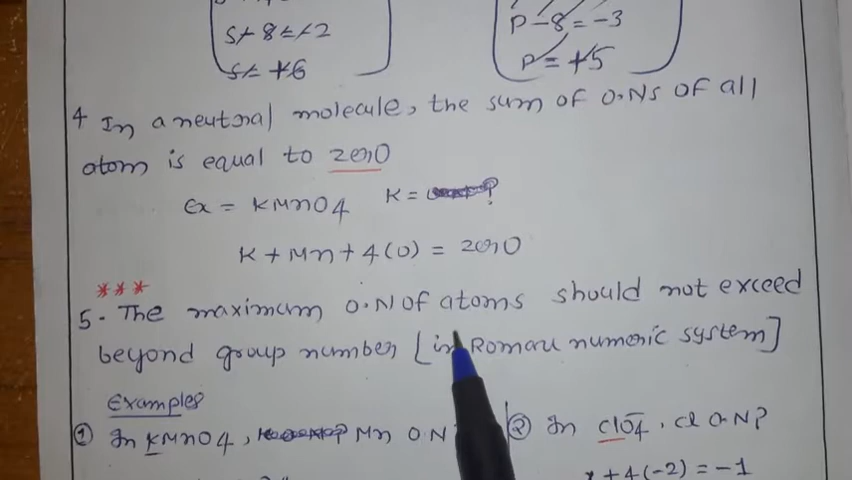 S+8=+2
S=+6
P-8=-3
P=+5
4 In a neutral molecule, the sum of O.Ns of all
atom is equal to zero
Ex = KMnO4 K = ?
K+Mn+4(O) = zero
***
5. The maximum O.N of atoms should not exceed
beyond group number [in Roman numeric system]
Examples
① In KMnO4, Mn O.N
② In ClO4⁻, Cl O.N?
x+4(-2)=-1